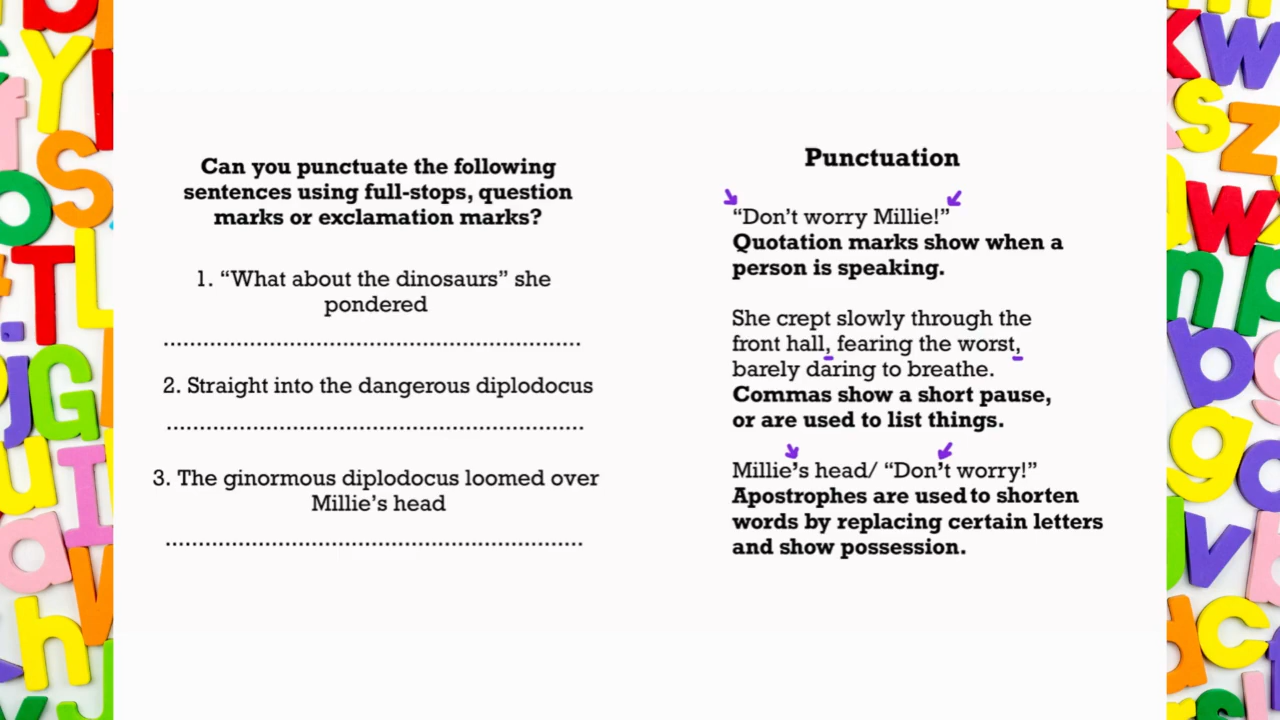 Can you punctuate the following
sentences using full-stops, question
marks or exclamation marks?
1. “What about the dinosaurs” she
pondered
................................................................
2. Straight into the dangerous diplodocus
................................................................
3. The ginormous diplodocus loomed over
Millie’s head
................................................................
Punctuation
“Don’t worry Millie!”
Quotation marks show when a
person is speaking.
She crept slowly through the
front hall, fearing the worst,
barely daring to breathe.
Commas show a short pause,
or are used to list things.
Millie’s head/ “Don’t worry!”
Apostrophes are used to shorten
words by replacing certain letters
and show possession.